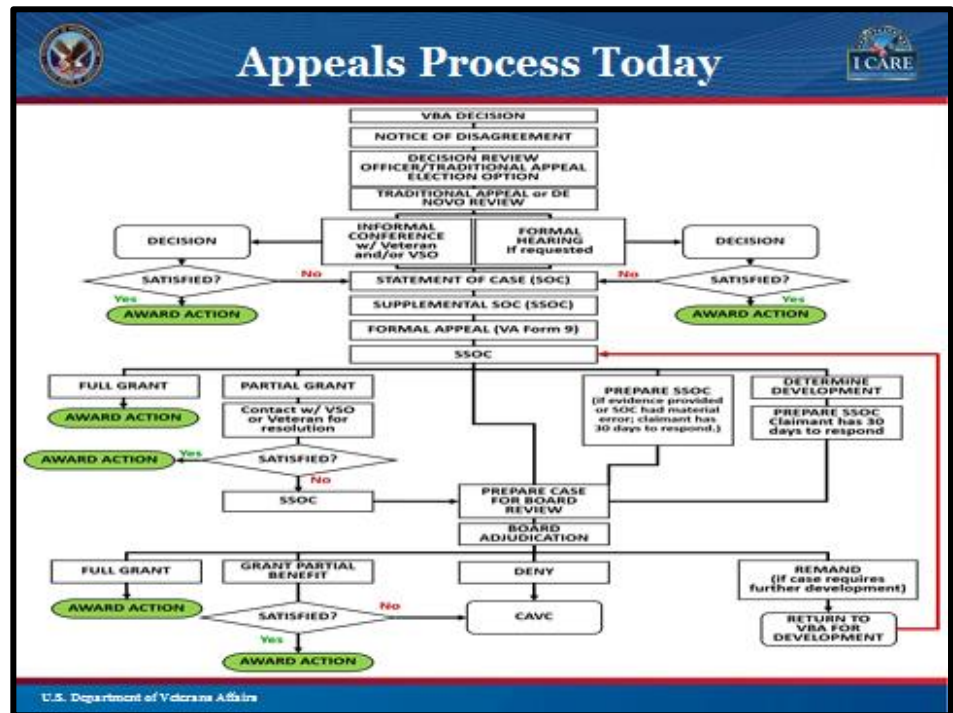 Appeals Process Today
I CARE
VBA DECISION
NOTICE OF DISAGREEMENT
DECISION REVIEW
OFFICER/TRADITIONAL APPEAL
ELECTION OPTION
TRADITIONAL APPEAL or DE
NOVO REVIEW
DECISION
INFORMAL
CONFERENCE
w/ Veteran
and/or VSO
FORMAL
HEARING
if requested
DECISION
SATISFIED?
No
STATEMENT OF CASE (SOC)
No
SATISFIED?
Yes
AWARD ACTION
SUPPLEMENTAL SOC (SSOC)
Yes
AWARD ACTION
FORMAL APPEAL (VA Form 9)
SSOC
FULL GRANT
AWARD ACTION
PARTIAL GRANT
Contact w/ VSO
or Veteran for
resolution
PREPARE SSOC
(if evidence provided
or SOC had material
error; claimant has
30 days to respond.)
DETERMINE
DEVELOPMENT
PREPARE SSOC
Claimant has 30
days to respond
AWARD ACTION
Yes
SATISFIED?
No
SSOC
PREPARE CASE
FOR BOARD
REVIEW
BOARD
ADJUDICATION
FULL GRANT
AWARD ACTION
GRANT PARTIAL
BENEFIT
DENY
REMAND
(if case requires
further development)
SATISFIED?
No
CAVC
RETURN TO
VBA FOR
DEVELOPMENT
Yes
AWARD ACTION
U.S. Department of Veterans Affairs